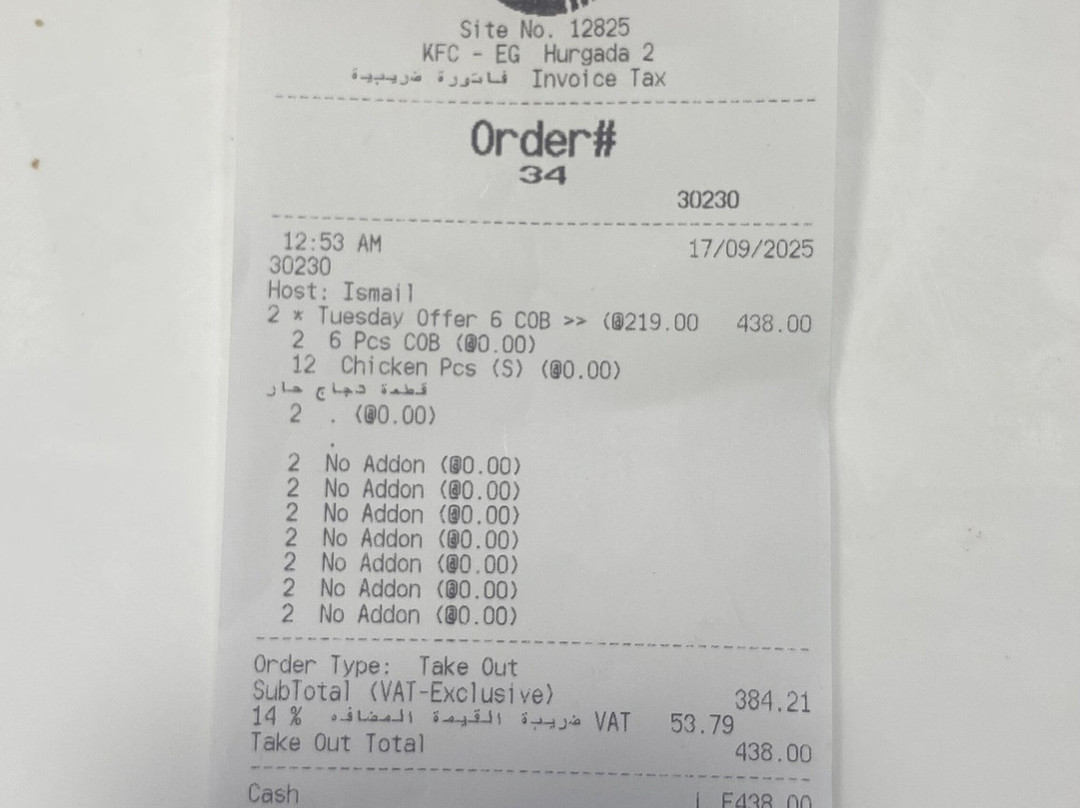 Site No. 12825
KFC - EG Hurgada 2
فاتورة ضريبية Invoice Tax
Order#
34
30230
12:53 AM 17/09/2025
30230
Host: Ismail
2 * Tuesday Offer 6 COB >> (@219.00 438.00
2 6 Pcs COB (@0.00)
12 Chicken Pcs (S) (@0.00)
قطعة دجاج حار
2 . (@0.00)
.
2 No Addon (@0.00)
2 No Addon (@0.00)
2 No Addon (@0.00)
2 No Addon (@0.00)
2 No Addon (@0.00)
2 No Addon (@0.00)
2 No Addon (@0.00)
Order Type: Take Out
SubTotal (VAT-Exclusive) 384.21
14 % ضريبة القيمة المضافه VAT 53.79
Take Out Total 438.00
Cash E438.00